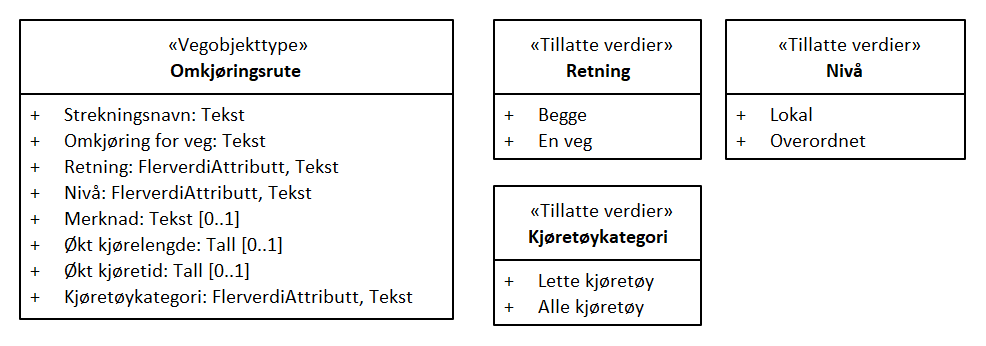 «Vegobjekttype»
Omkjøringsrute
+ Strekningsnavn: Tekst
+ Omkjøring for veg: Tekst
+ Retning: FlerverdiAttributt, Tekst
+ Nivå: FlerverdiAttributt, Tekst
+ Merknad: Tekst [0..1]
+ Økt kjørelengde: Tall [0..1]
+ Økt kjøretid: Tall [0..1]
+ Kjøretøykategori: FlerverdiAttributt, Tekst
«Tillatte verdier»
Retning
+ Begge
+ En veg
«Tillatte verdier»
Nivå
+ Lokal
+ Overordnet
«Tillatte verdier»
Kjøretøykategori
+ Lette kjøretøy
+ Alle kjøretøy